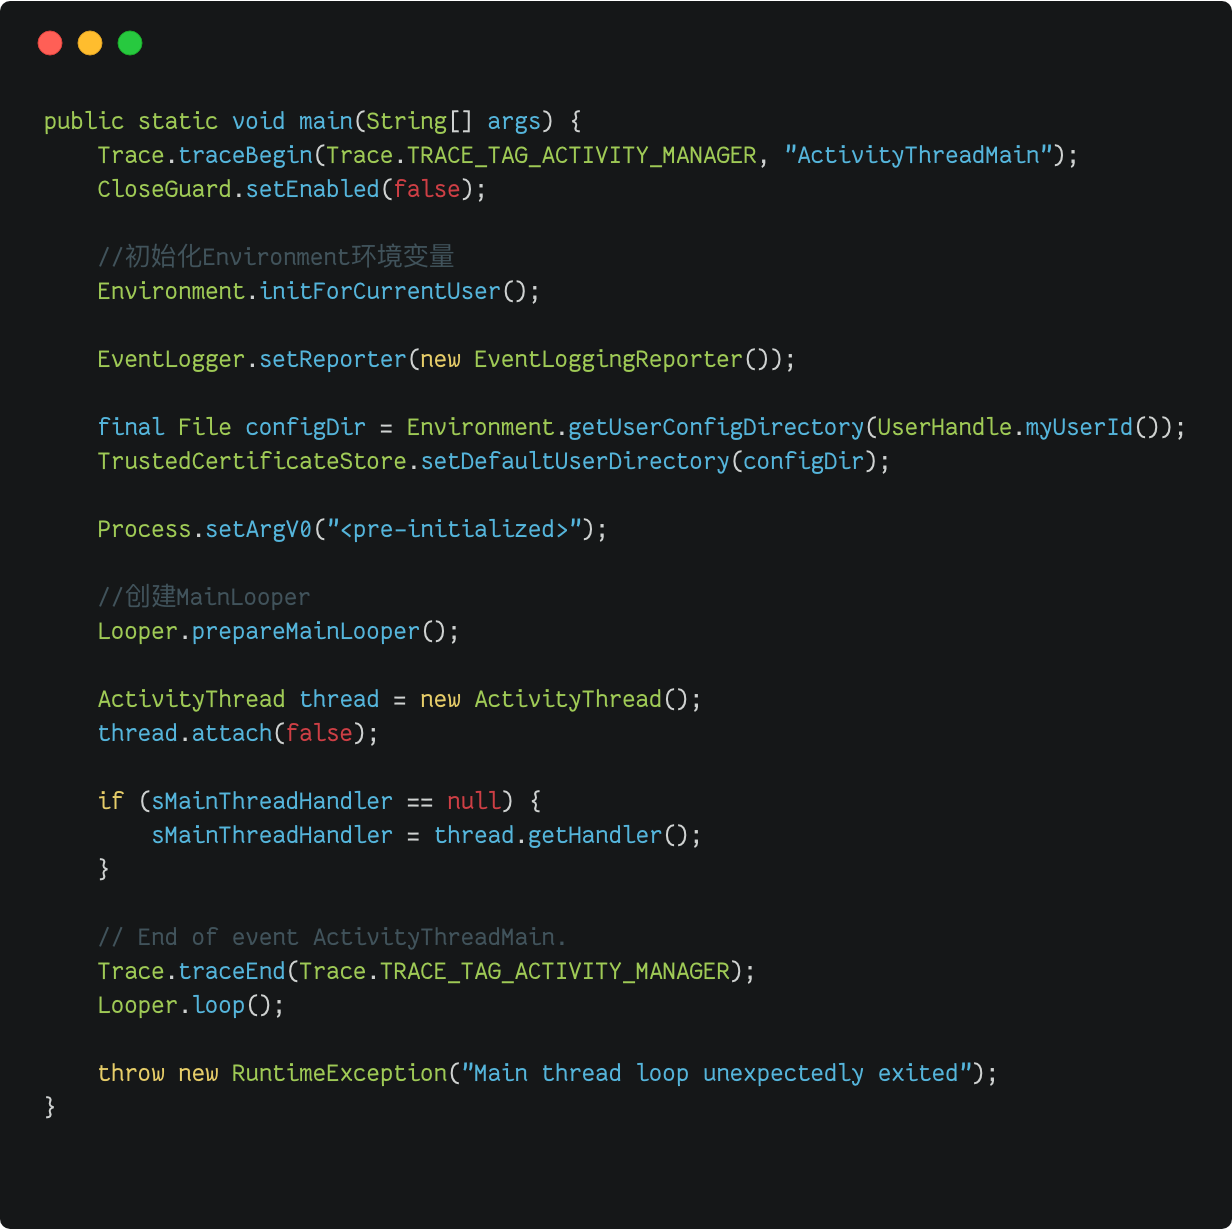 public static void main(String[] args) {
    Trace.traceBegin(Trace.TRACE_TAG_ACTIVITY_MANAGER, "ActivityThreadMain");
    CloseGuard.setEnabled(false);
    //初始化Environment环境变量
    Environment.initForCurrentUser();
    EventLogger.setReporter(new EventLoggingReporter());
    final File configDir = Environment.getUserConfigDirectory(UserHandle.myUserId());
    TrustedCertificateStore.setDefaultUserDirectory(configDir);
    Process.setArgV0("<pre-initialized>");
    //创建MainLooper
    Looper.prepareMainLooper();
    ActivityThread thread = new ActivityThread();
    thread.attach(false);
    if (sMainThreadHandler == null) {
        sMainThreadHandler = thread.getHandler();
    }
    // End of event ActivityThreadMain.
    Trace.traceEnd(Trace.TRACE_TAG_ACTIVITY_MANAGER);
    Looper.loop();
    throw new RuntimeException("Main thread loop unexpectedly exited");
}